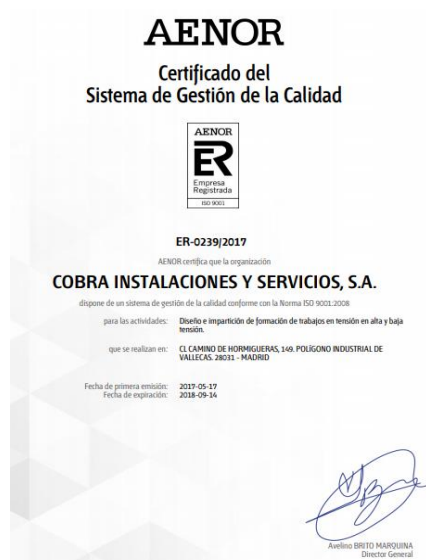 AENOR
Certificado del
Sistema de Gestión de la Calidad
AENOR
ER
Empresa
Registrada
ISO 9001
ER-0239/2017
AENOR certifica que la organización
COBRA INSTALACIONES Y SERVICIOS, S.A.
dispone de un sistema de gestión de la calidad conforme con la Norma ISO 9001:2008
para las actividades: Diseño e impartición de formación de trabajos en tensión en alta y baja
tensión.
que se realizan en: CL CAMINO DE HORMIGUERAS, 149. POLÍGONO INDUSTRIAL DE
VALLECAS. 28031 - MADRID
Fecha de primera emisión: 2017-05-17
Fecha de expiración: 2018-09-14
Avelino BRITO MARQUINA
Director General